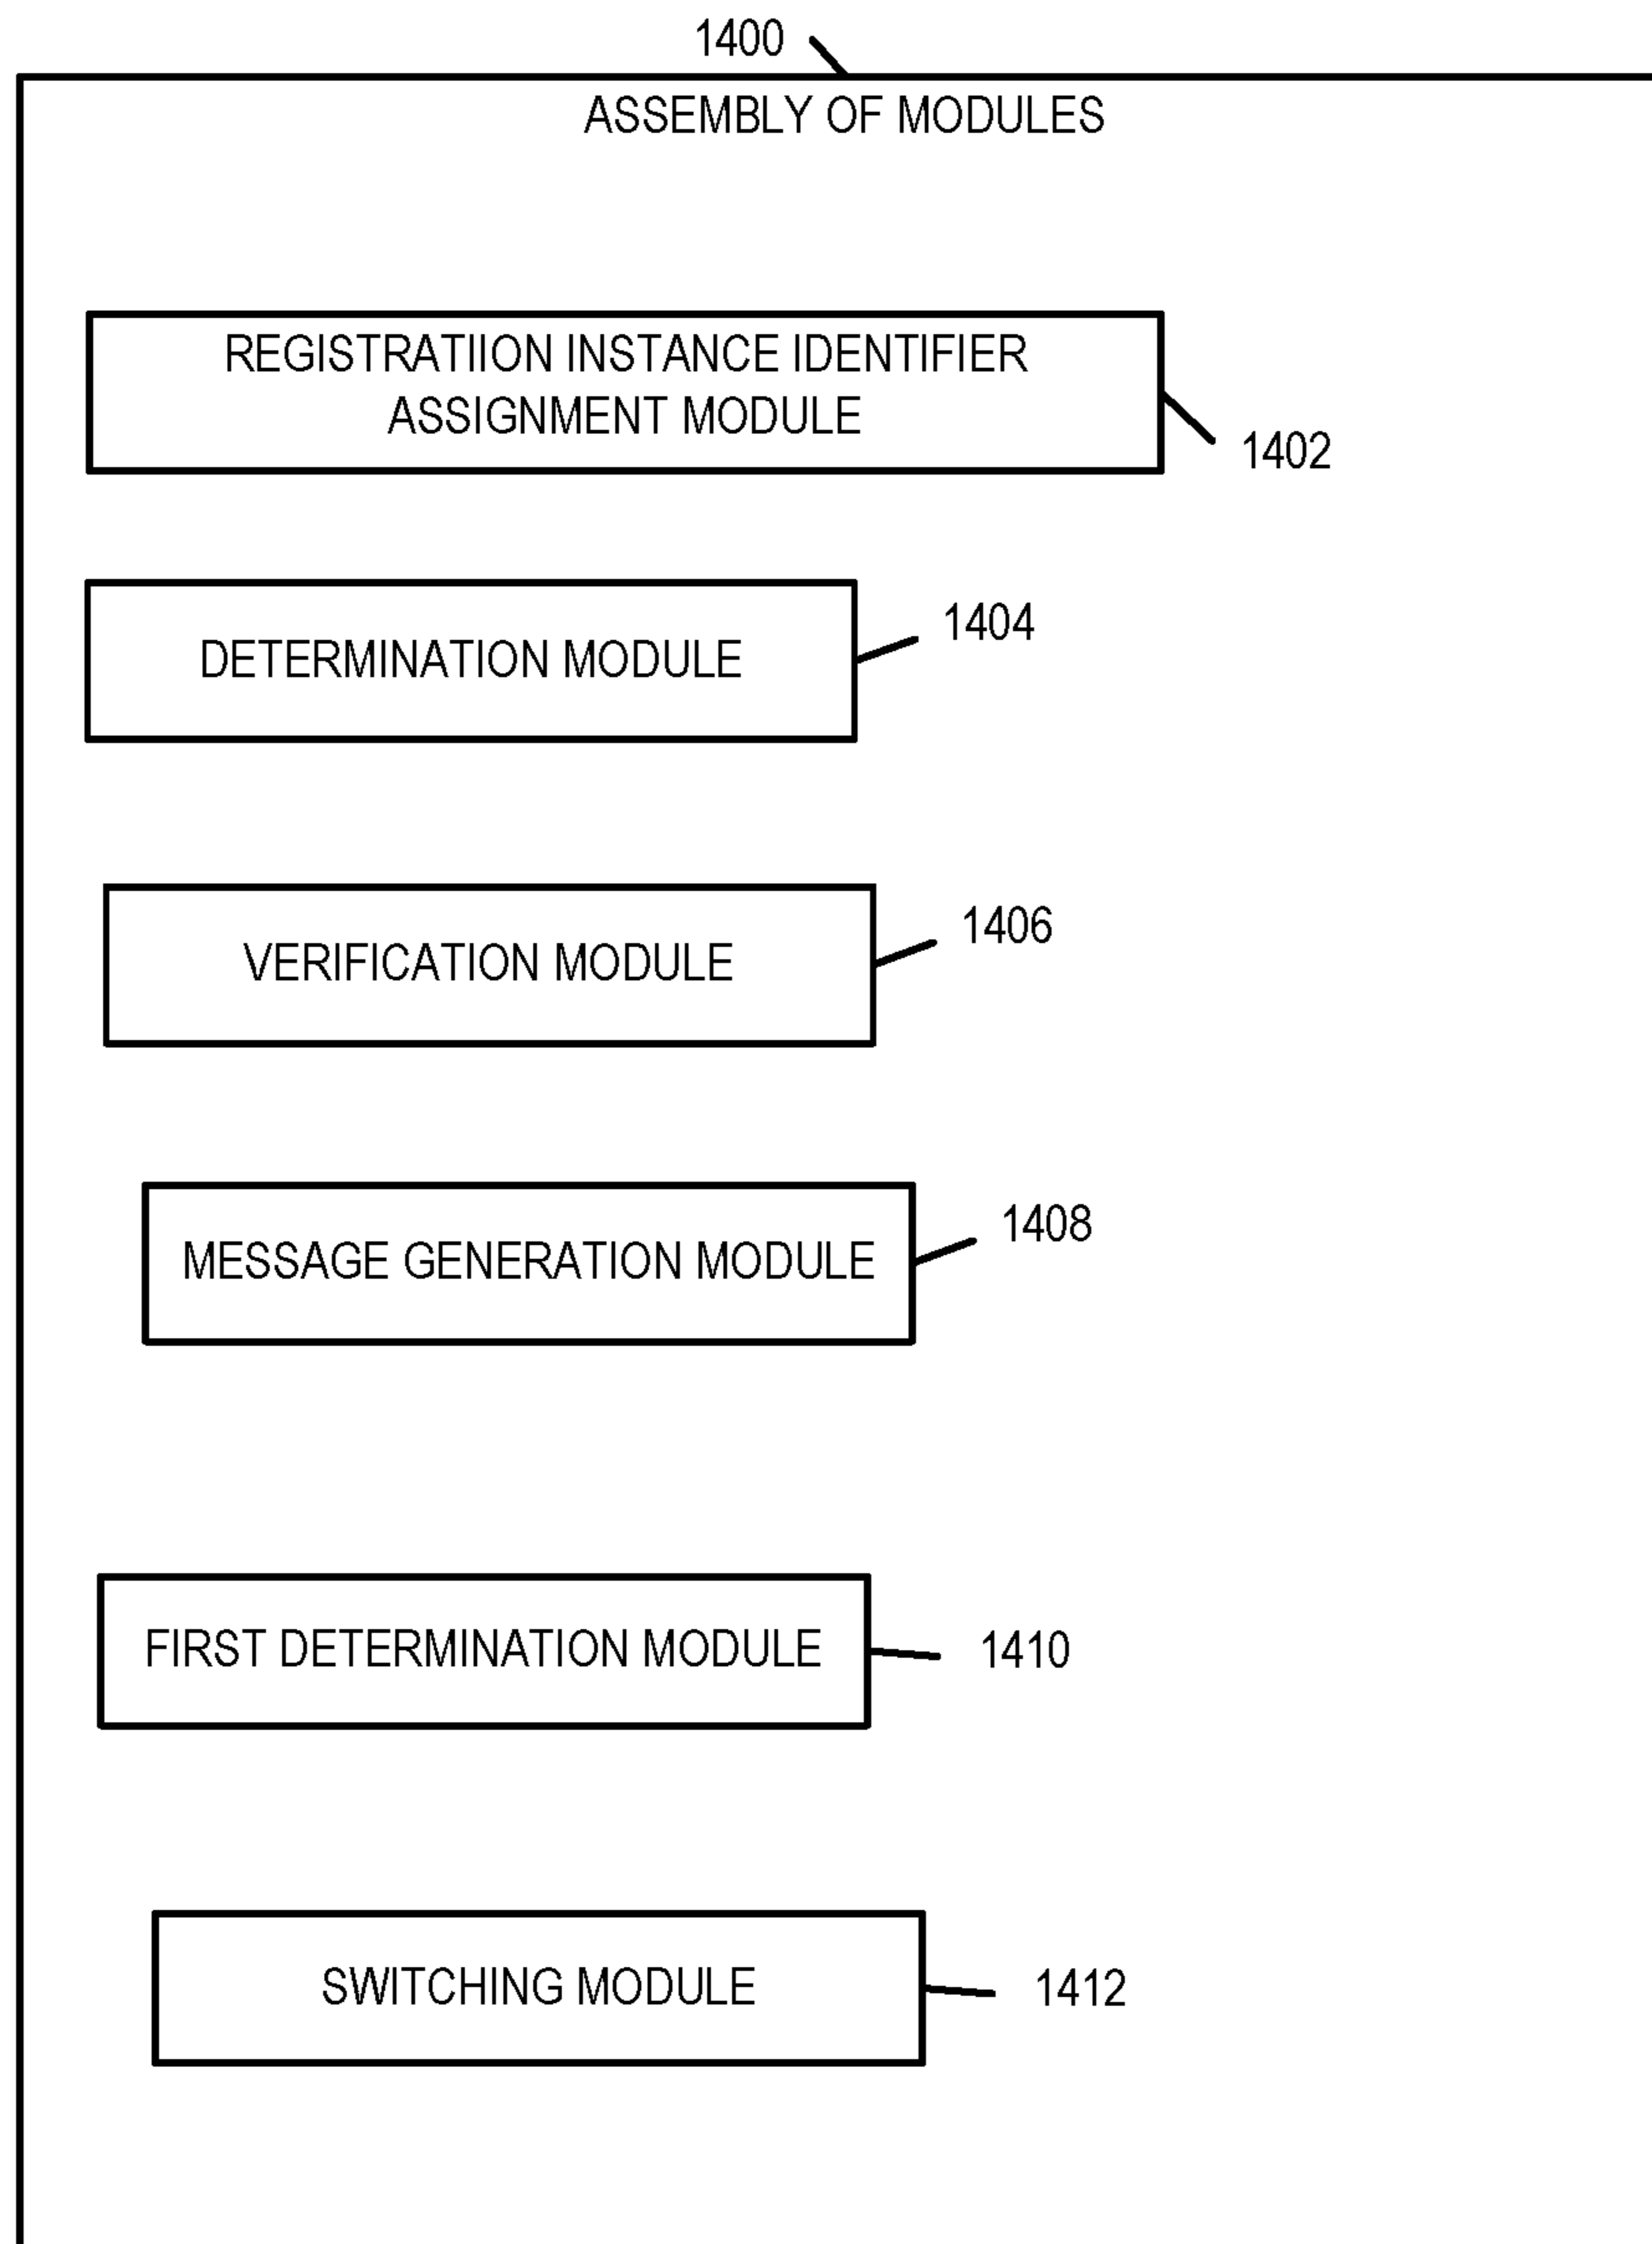 1400
ASSEMBLY OF MODULES
REGISTRATIION INSTANCE IDENTIFIER
ASSIGNMENT MODULE
1402
1404
DETERMINATION MODULE
1406
VERIFICATION MODULE
1408
MESSAGE GENERATION MODULE
FIRST DETERMINATION MODULE
1410
SWITCHING MODULE
1412